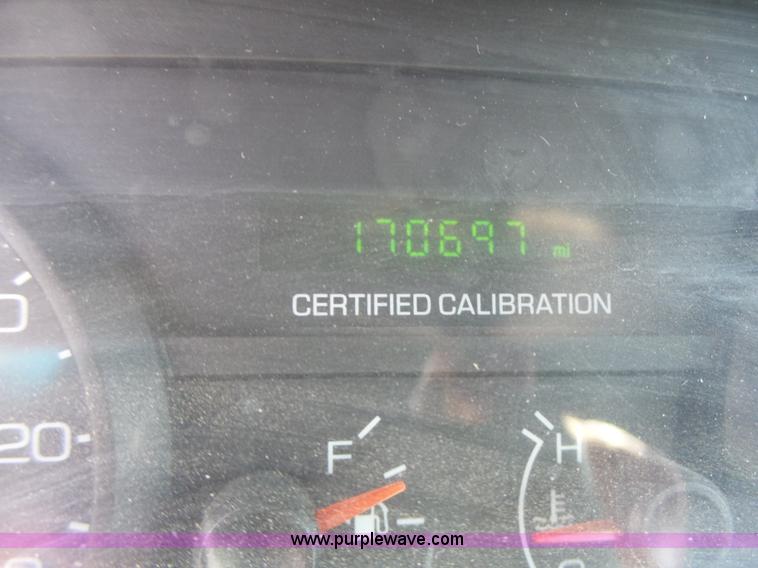 170697 mi
CERTIFIED CALIBRATION
20
F
H
www.purplewave.com